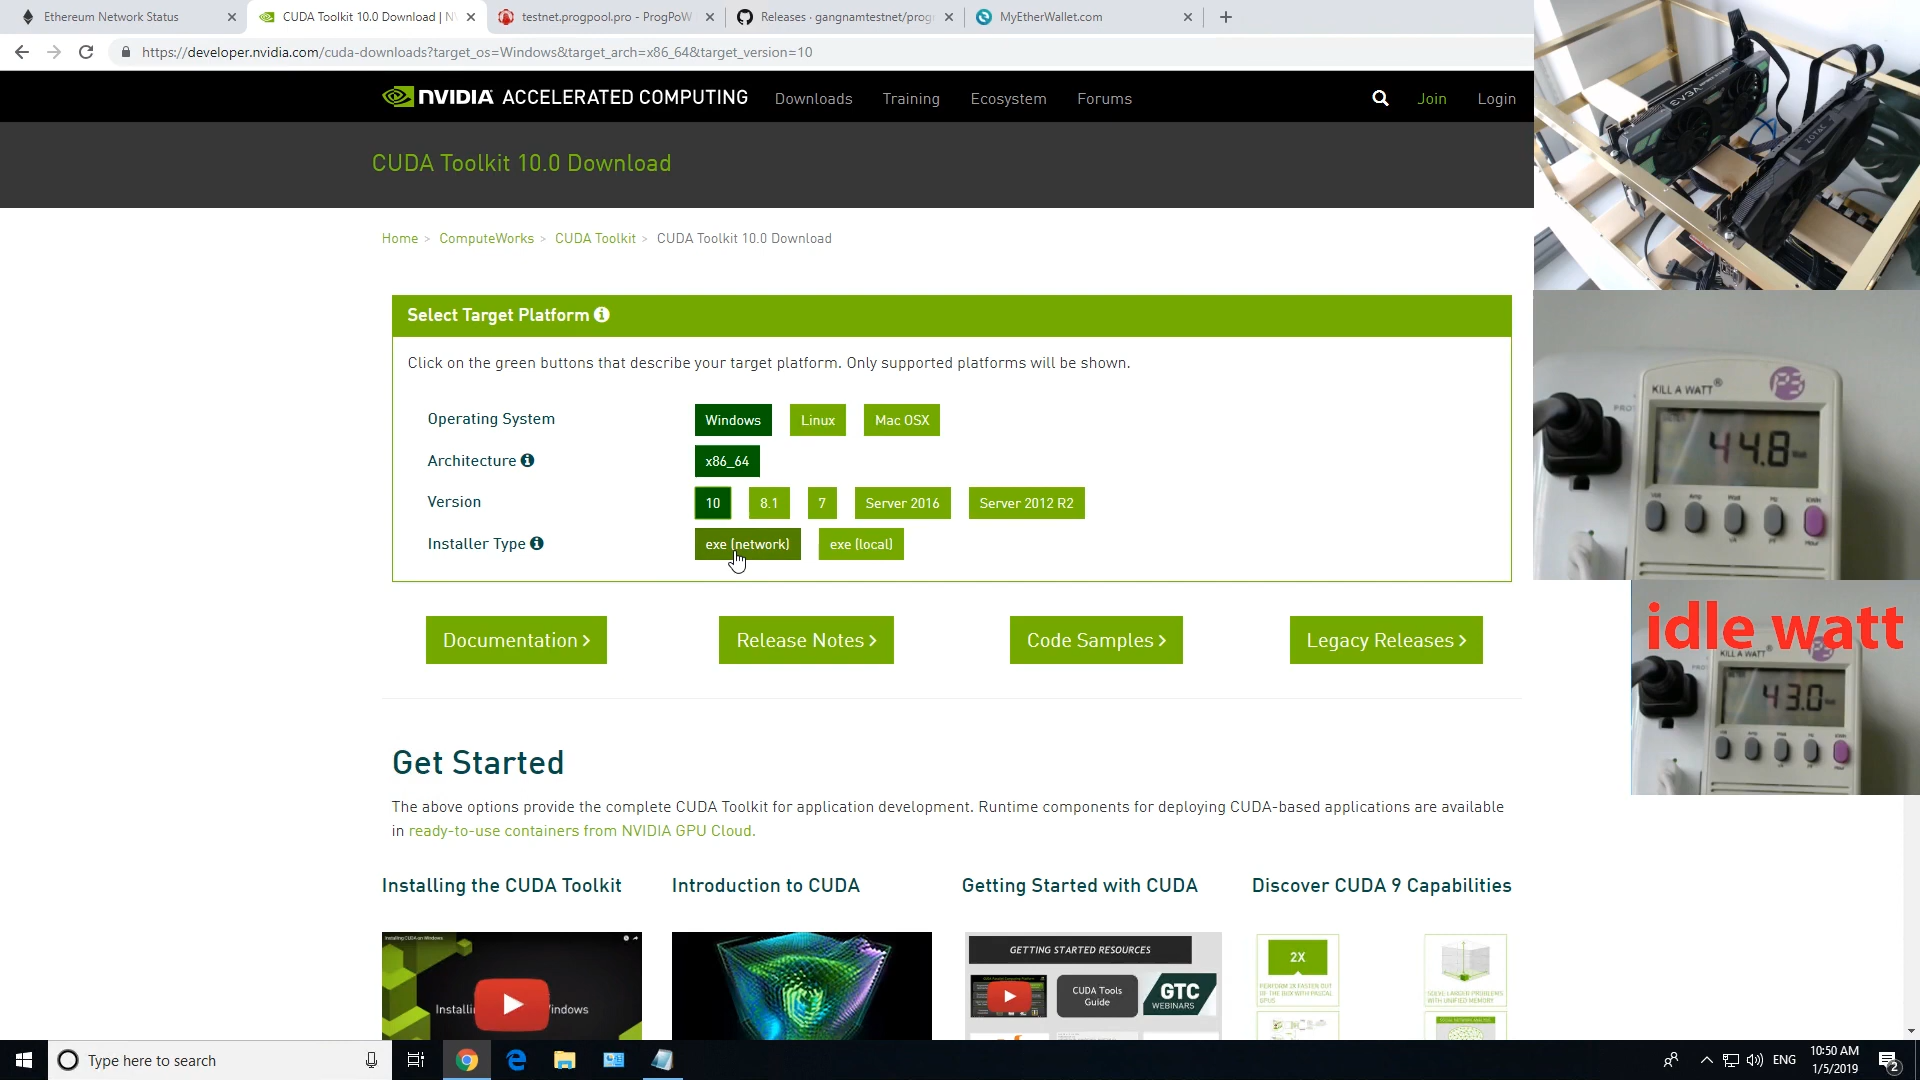 Ethereum Network Status
CUDA Toolkit 10.0 Download | NV
testnet.progpool.pro - ProgPoW
Releases · gangnamtestnet/prog
MyEtherWallet.com
https://developer.nvidia.com/cuda-downloads?target_os=Windows&target_arch=x86_64&target_version=10
NVIDIA ACCELERATED COMPUTING
Downloads
Training
Ecosystem
Forums
Join
Login
CUDA Toolkit 10.0 Download
Home > ComputeWorks > CUDA Toolkit > CUDA Toolkit 10.0 Download
Select Target Platform
Click on the green buttons that describe your target platform. Only supported platforms will be shown.
Operating System
Windows
Linux
Mac OSX
Architecture
x86_64
Version
10
8.1
7
Server 2016
Server 2012 R2
Installer Type
exe (network)
exe (local)
Documentation >
Release Notes >
Code Samples >
Legacy Releases >
Get Started
The above options provide the complete CUDA Toolkit for application development. Runtime components for deploying CUDA-based applications are available
in ready-to-use containers from NVIDIA GPU Cloud.
Installing the CUDA Toolkit
Introduction to CUDA
Getting Started with CUDA
Discover CUDA 9 Capabilities
Installing CUDA on Windows
GETTING STARTED RESOURCES
CUDA Tools
Guide
GTC
WEBINARS
2X
EVGA
ZOTAC
KILL A WATT®
P3
44.8
idle watt
KILL A WATT
43.0
Type here to search
ENG
10:50 AM
1/5/2019
2